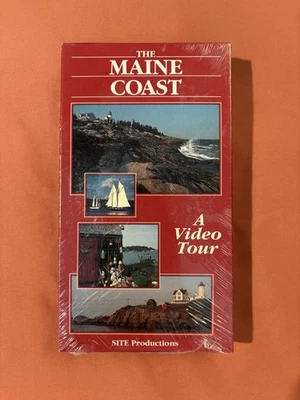 THE
MAINE
COAST
A
Video
Tour
SITE Productions